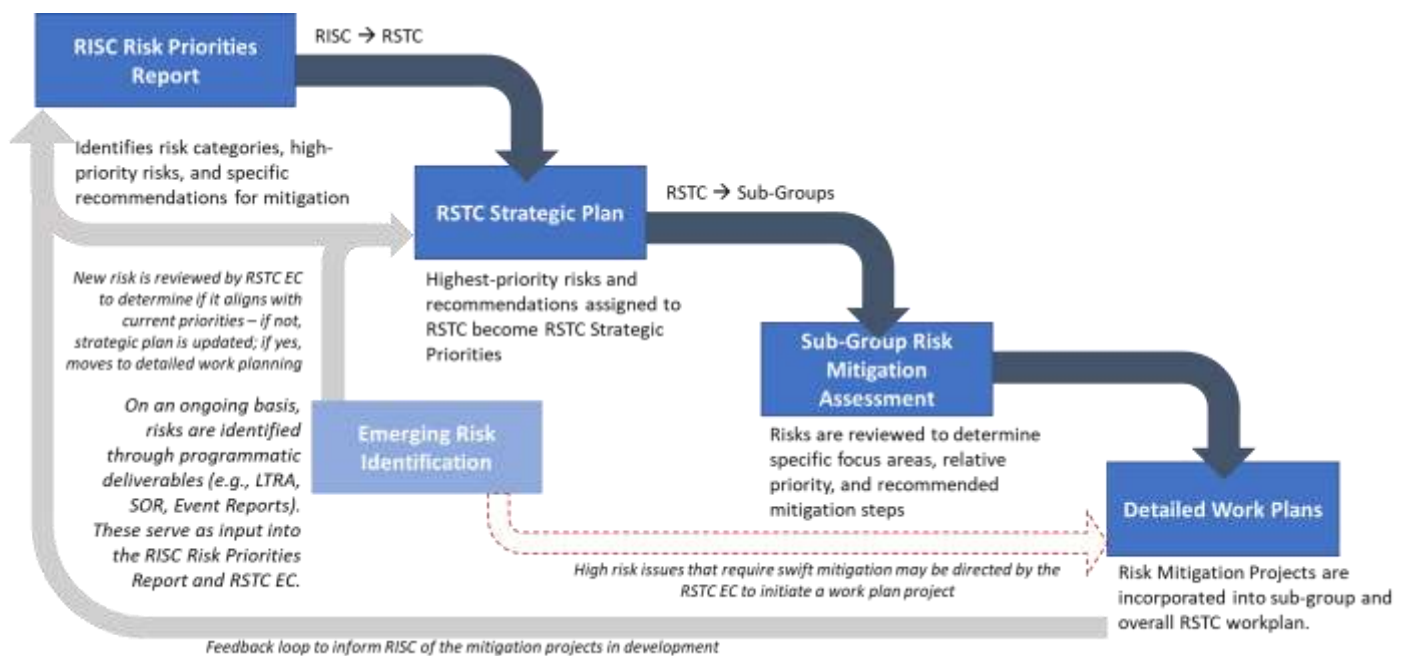 RISC Risk Priorities
Report
RISC → RSTC
Identifies risk categories, high-
priority risks, and specific
recommendations for mitigation
RSTC Strategic Plan
RSTC → Sub-Groups
Highest-priority risks and
recommendations assigned to
RSTC become RSTC Strategic
Priorities
New risk is reviewed by RSTC EC
to determine if it aligns with
current priorities – if not,
strategic plan is updated; if yes,
moves to detailed work planning
Sub-Group Risk
Mitigation
Assessment
Risks are reviewed to determine
specific focus areas, relative
priority, and recommended
mitigation steps
On an ongoing basis,
risks are identified
through programmatic
deliverables (e.g., LTRA,
SOR, Event Reports).
These serve as input into
the RISC Risk Priorities
Report and RSTC EC.
Emerging Risk
Identification
Detailed Work Plans
High risk issues that require swift mitigation may be directed by the
RSTC EC to initiate a work plan project
Risk Mitigation Projects are
incorporated into sub-group and
overall RSTC workplan.
Feedback loop to inform RISC of the mitigation projects in development